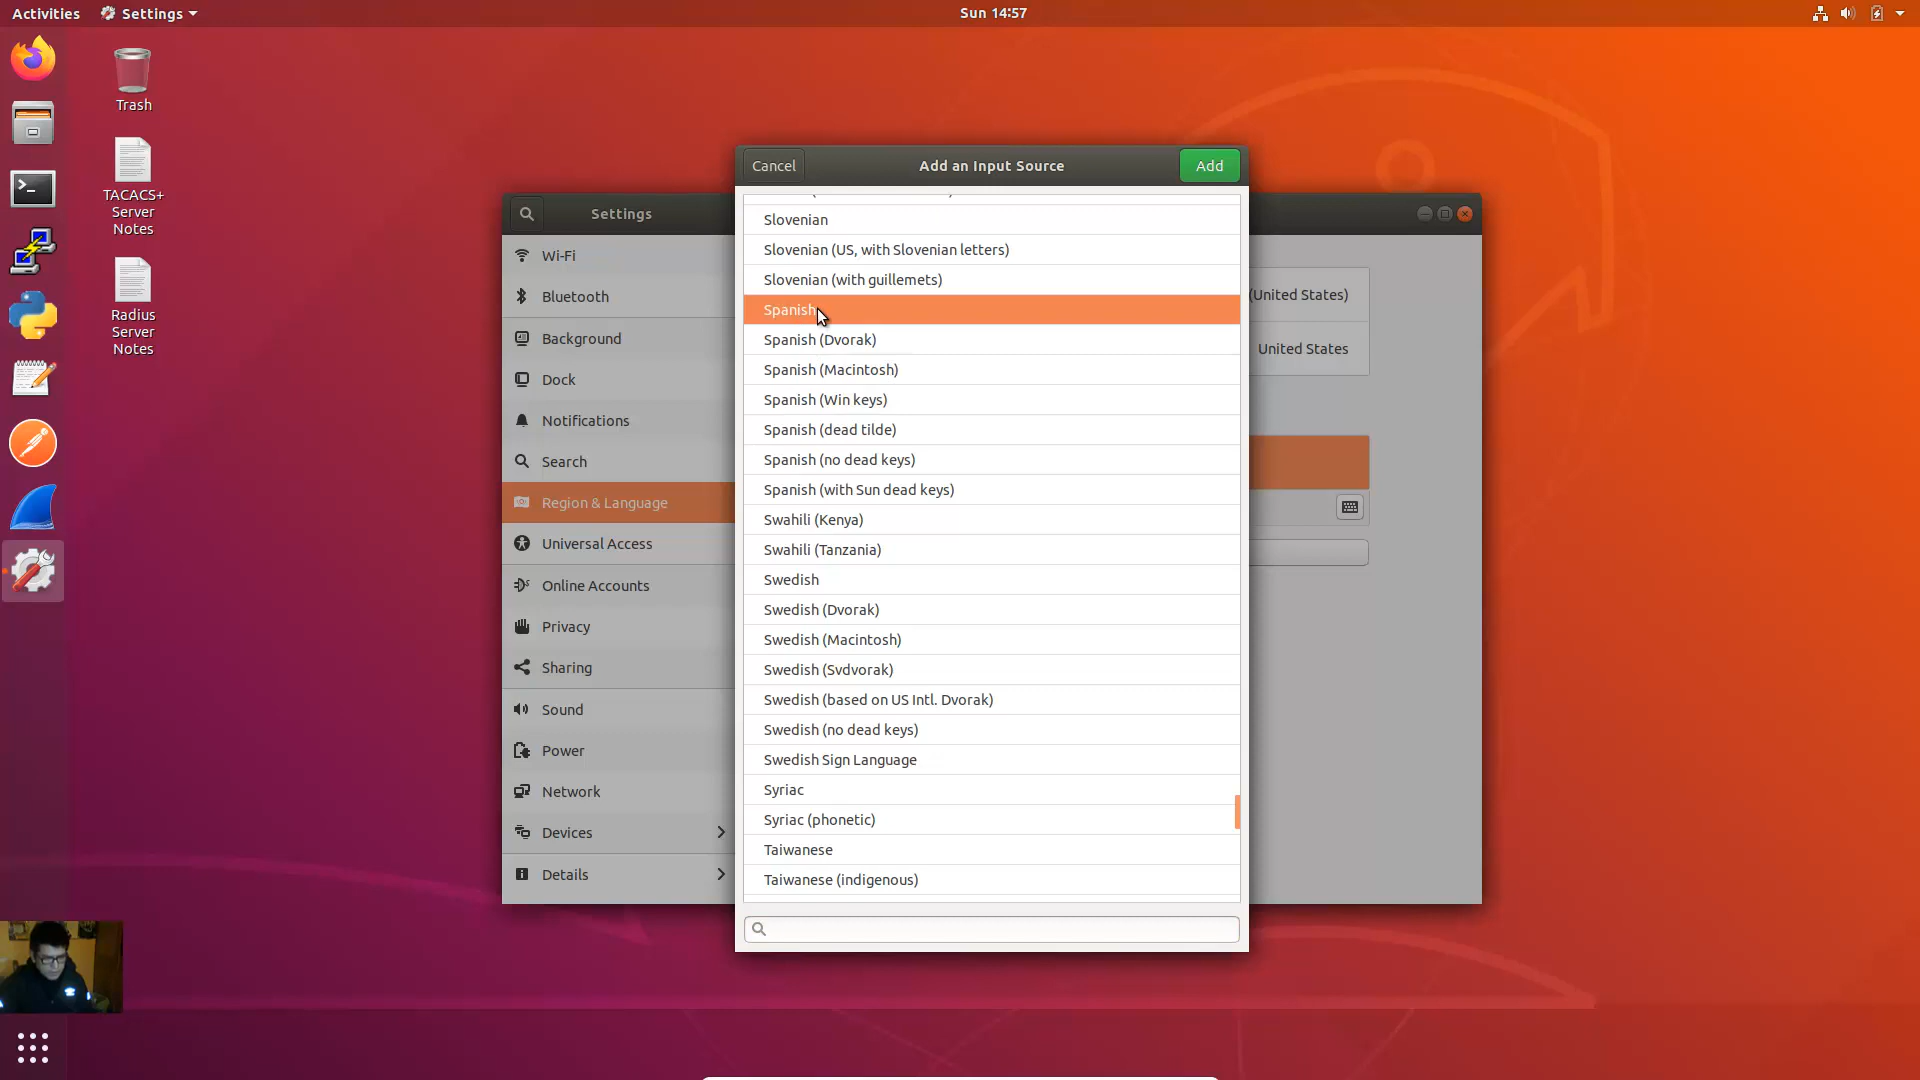 Activities
Settings
Sun 14:57
Trash
TACACS+
Server
Notes
Radius
Server
Notes
Settings
Wi-Fi
Bluetooth
Background
Dock
Notifications
Search
Region & Language
Universal Access
Online Accounts
Privacy
Sharing
Sound
Power
Network
Devices
Details
Cancel
Add an Input Source
Add
Slovenian
Slovenian (US, with Slovenian letters)
Slovenian (with guillemets)
Spanish
Spanish (Dvorak)
Spanish (Macintosh)
Spanish (Win keys)
Spanish (dead tilde)
Spanish (no dead keys)
Spanish (with Sun dead keys)
Swahili (Kenya)
Swahili (Tanzania)
Swedish
Swedish (Dvorak)
Swedish (Macintosh)
Swedish (Svdvorak)
Swedish (based on US Intl. Dvorak)
Swedish (no dead keys)
Swedish Sign Language
Syriac
Syriac (phonetic)
Taiwanese
Taiwanese (indigenous)
(United States)
United States